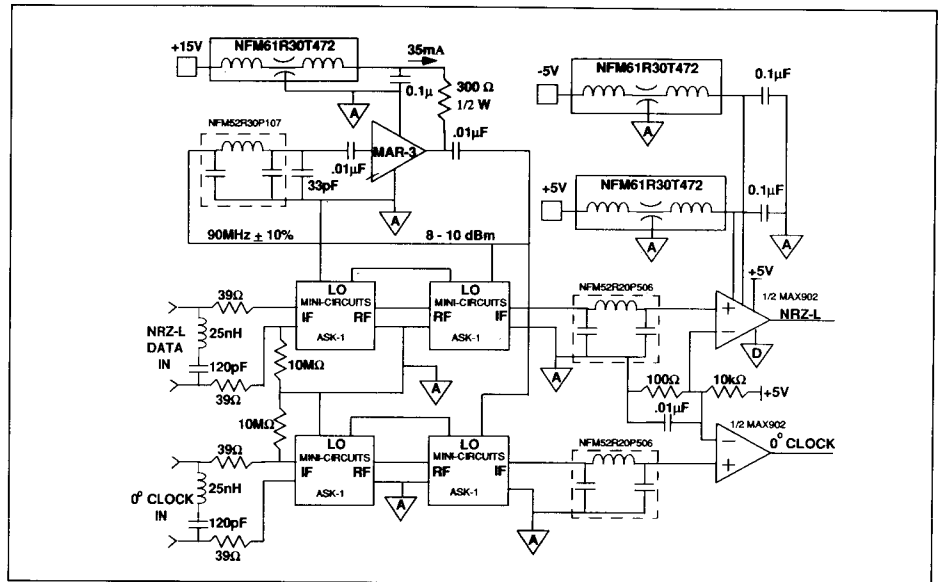 NFM61R30T472
+15V
35mA
0.1µ
300 Ω
1/2 W
A
NFM52R30P107
33pF
.01µF
MAR-3
.01µF
A
90MHz ± 10%
8 - 10 dBm
-5V
NFM61R30T472
0.1µF
A
+5V
NFM61R30T472
0.1µF
A
A
NRZ-L
DATA
IN
39Ω
25nH
120pF
39Ω
LO
MINI-CIRCUITS
IF RF
ASK-1
LO
MINI-CIRCUITS
RF IF
ASK-1
10MΩ
10MΩ
A
A
NFM52R20P506
+5V
1/2 MAX902
+
−
NRZ-L
D
100Ω
10kΩ
+5V
.01µF
0° CLOCK
IN
39Ω
25nH
120pF
39Ω
LO
MINI-CIRCUITS
IF RF
ASK-1
LO
MINI-CIRCUITS
RF IF
ASK-1
A
A
NFM52R20P506
1/2 MAX902
−
+
0° CLOCK